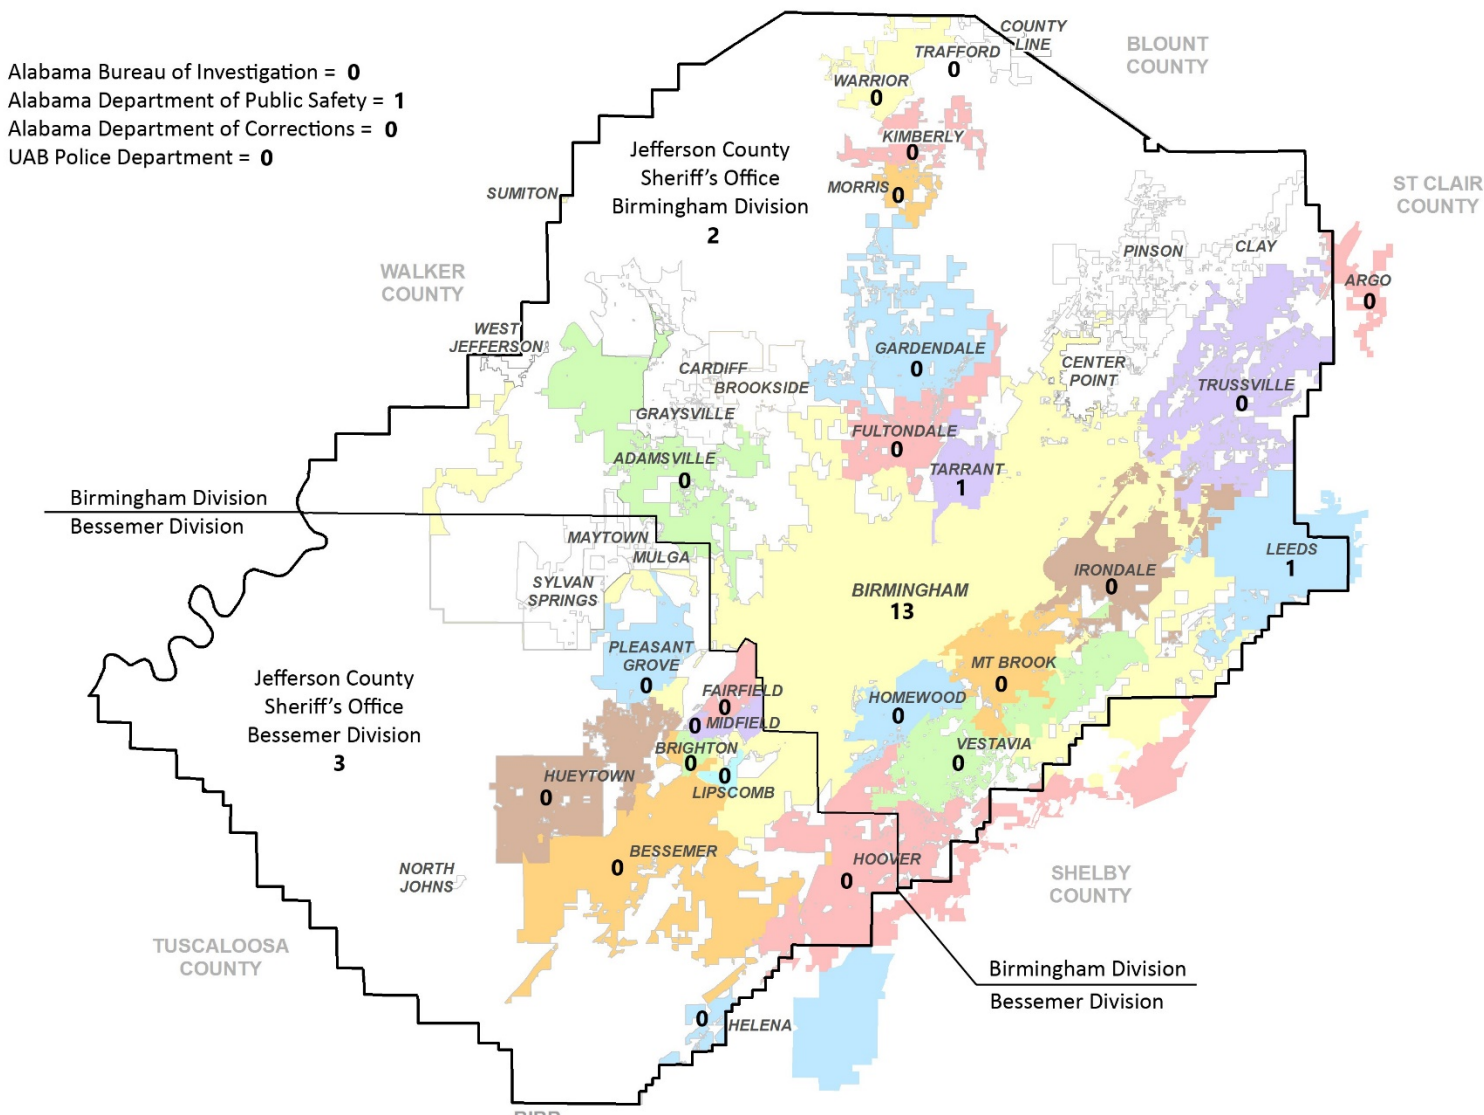 COUNTY
LINE
BLOUNT
COUNTY
TRAFFORD
0
Alabama Bureau of Investigation = 0
Alabama Department of Public Safety = 1
Alabama Department of Corrections = 0
UAB Police Department = 0
WARRIOR
0
KIMBERLY
0
Jefferson County
Sheriff's Office
Birmingham Division
2
MORRIS
0
SUMITON
ST CLAIR
COUNTY
PINSON
CLAY
WALKER
COUNTY
ARGO
0
WEST
JEFFERSON
GARDENDALE
0
CARDIFF
BROOKSIDE
CENTER
POINT
TRUSSVILLE
0
GRAYSVILLE
FULTONDALE
0
ADAMSVILLE
0
TARRANT
1
Birmingham Division
Bessemer Division
MAYTOWN
MULGA
LEEDS
1
SYLVAN
SPRINGS
IRONDALE
0
BIRMINGHAM
13
PLEASANT
GROVE
0
MT BROOK
0
Jefferson County
Sheriff's Office
Bessemer Division
3
FAIRFIELD
0
HOMEWOOD
0
0
MIDFIELD
BRIGHTON
0
VESTAVIA
0
HUEYTOWN
0
0
LIPSCOMB
BESSEMER
0
HOOVER
0
NORTH
JOHNS
SHELBY
COUNTY
TUSCALOOSA
COUNTY
Birmingham Division
Bessemer Division
0
HELENA
BIBB